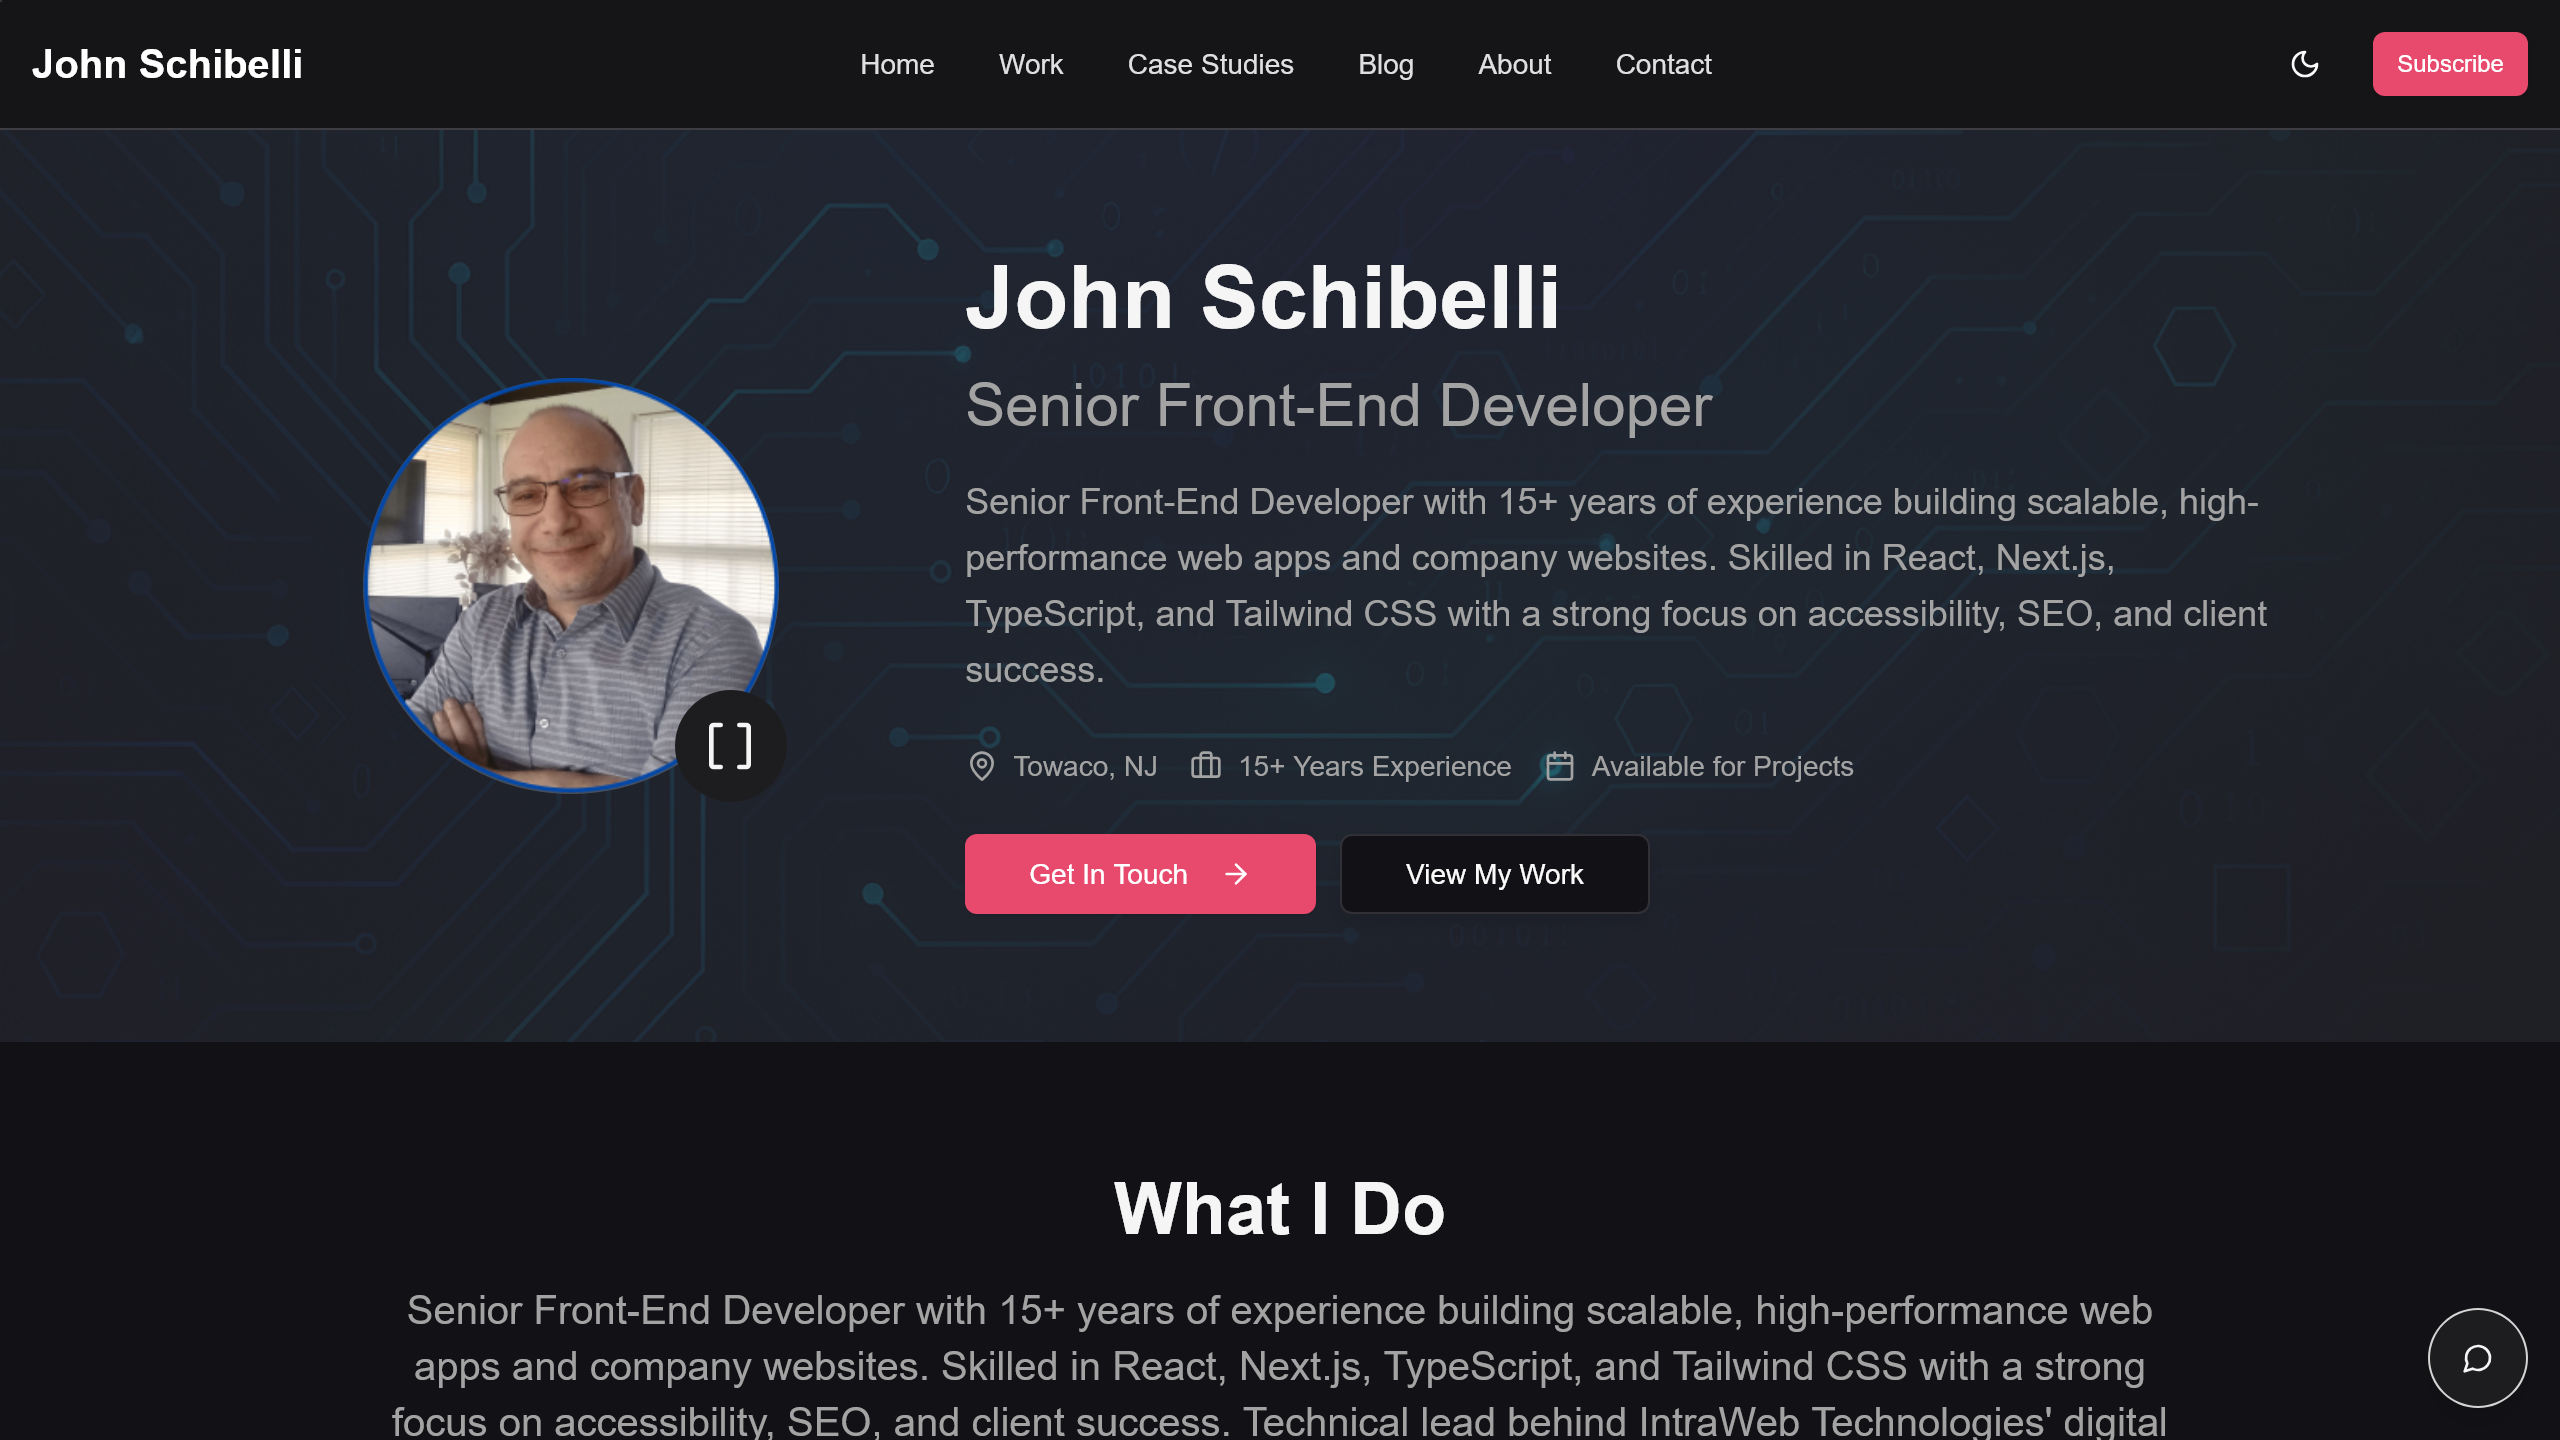 John Schibelli
Home Work Case Studies Blog About Contact
Subscribe
John Schibelli
Senior Front-End Developer
Senior Front-End Developer with 15+ years of experience building scalable, high-
performance web apps and company websites. Skilled in React, Next.js,
TypeScript, and Tailwind CSS with a strong focus on accessibility, SEO, and client
success.
[ ]
Towaco, NJ 15+ Years Experience Available for Projects
Get In Touch → View My Work
What I Do
Senior Front-End Developer with 15+ years of experience building scalable, high-performance web
apps and company websites. Skilled in React, Next.js, TypeScript, and Tailwind CSS with a strong
focus on accessibility, SEO, and client success. Technical lead behind IntraWeb Technologies' digital